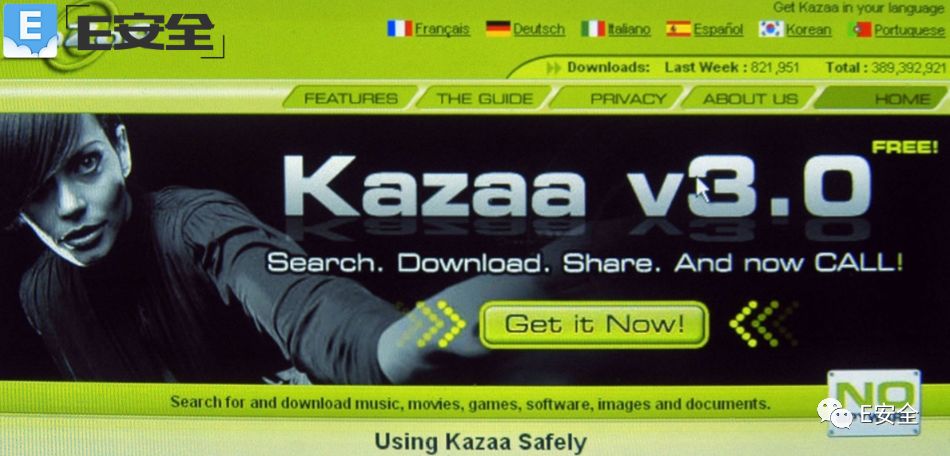 Get Kazaa in your language
E安全
Français Deutsch Italiano Español Korean Portuguese
Downloads: Last Week : 821,951 Total : 389,392,921
FEATURES THE GUIDE PRIVACY ABOUT US HOME
FREE!
Kazaa v3.0
Search. Download. Share. And now CALL!
Get it Now!
Search for and download music, movies, games, software, images and documents.
NO
E安全
Using Kazaa Safely